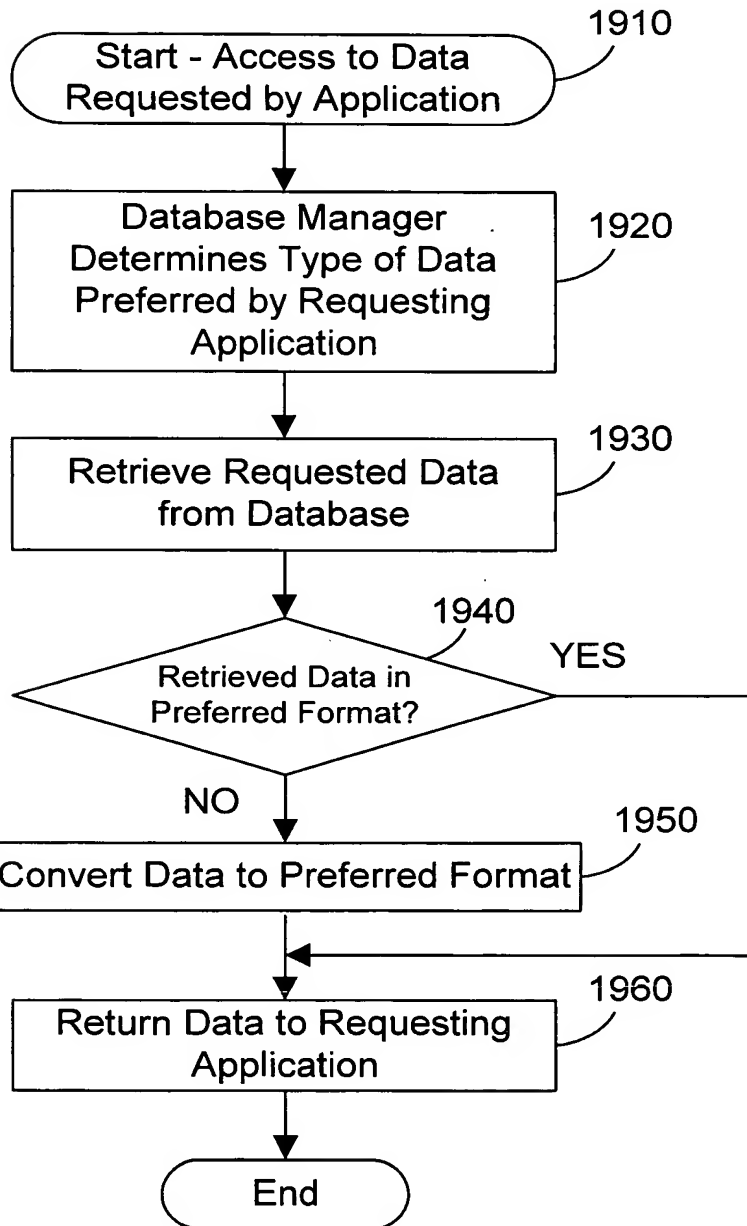 1910
Start - Access to Data
Requested by Application
1920
Database Manager
Determines Type of Data
Preferred by Requesting
Application
1930
Retrieve Requested Data
from Database
1940
Retrieved Data in
Preferred Format?
YES
NO
1950
Convert Data to Preferred Format
1960
Return Data to Requesting
Application
End